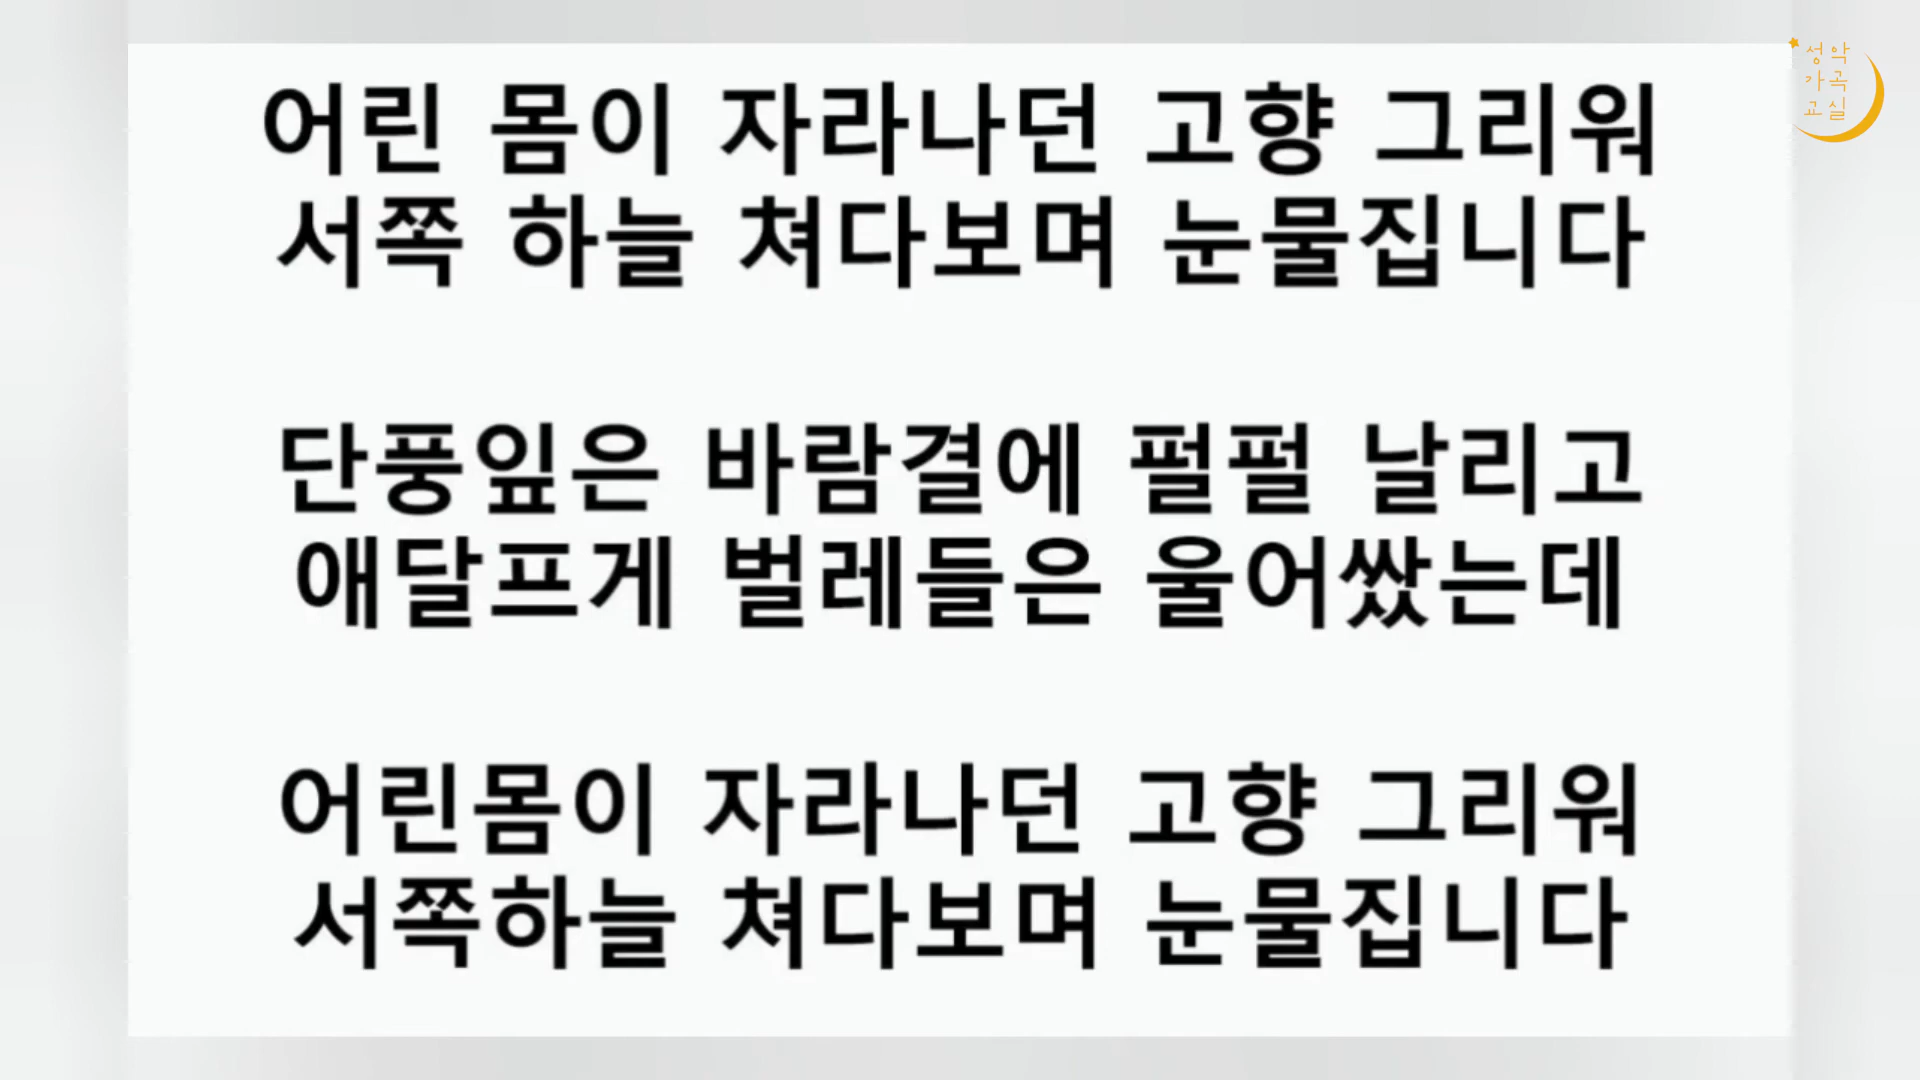 어린 몸이 자라나던 고향 그리워
서쪽 하늘 쳐다보며 눈물집니다
단풍잎은 바람결에 펄펄 날리고
애달프게 벌레들은 울어쌌는데
어린몸이 자라나던 고향 그리워
서쪽하늘 쳐다보며 눈물집니다
성악
가곡
교실